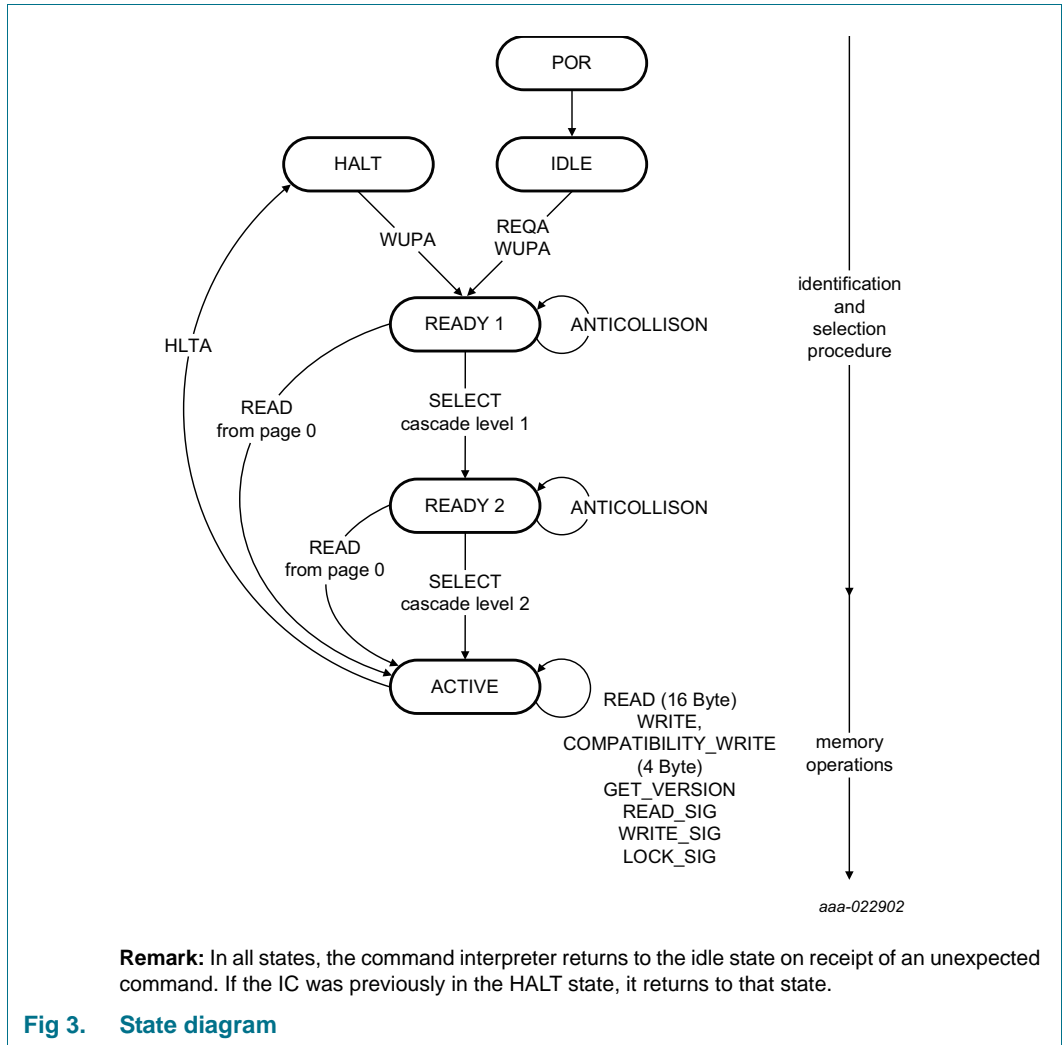 POR
HALT
IDLE
WUPA
REQA
WUPA
identification
and
selection
procedure
READY 1
ANTICOLLISON
HLTA
READ
from page 0
SELECT
cascade level 1
READY 2
ANTICOLLISON
READ
from page 0
SELECT
cascade level 2
ACTIVE
READ (16 Byte)
WRITE,
COMPATIBILITY_WRITE
(4 Byte)
GET_VERSION
READ_SIG
WRITE_SIG
LOCK_SIG
memory
operations
aaa-022902
Remark: In all states, the command interpreter returns to the idle state on receipt of an unexpected
command. If the IC was previously in the HALT state, it returns to that state.
Fig 3. State diagram